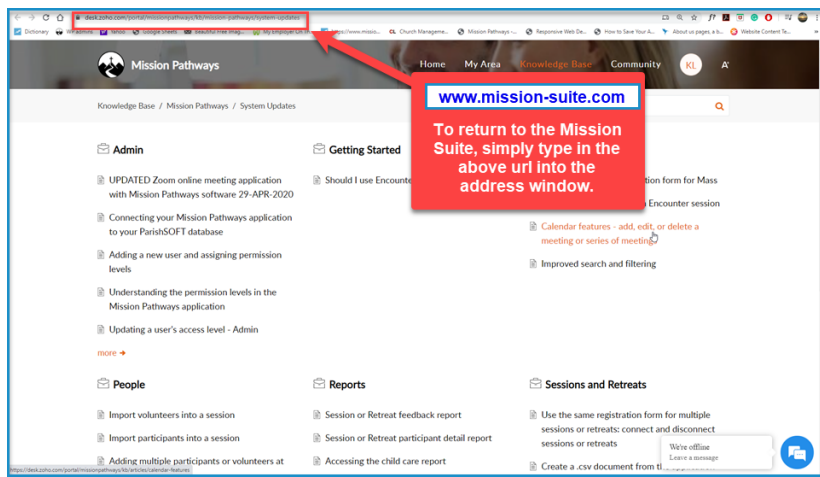 desk.zoho.com/portal/missionpathways/kb/mission-pathways/system-updates
Dictonary
Yahoo
Google Sheets
Beautiful Free Imag...
My Employer
Church Manageme...
Mission Pathways -...
Responsive Web De...
How to Save Your A...
About us pages, a b...
Website Content Te...
Mission Pathways
Home My Area Knowledge Base Community KL
www.mission-suite.com
To return to the Mission
Suite, simply type in the
above url into the
address window.
Knowledge Base / Mission Pathways / System Updates
Admin
UPDATED Zoom online meeting application
with Mission Pathways software 29-APR-2020
Connecting your Mission Pathways application
to your ParishSOFT database
Adding a new user and assigning permission
levels
Understanding the permission levels in the
Mission Pathways application
Updating a user's access level - Admin
more
Getting Started
Should I use Encounte
tion form for Mass
Encounter session
Calendar features - add, edit, or delete a
meeting or series of meeting
Improved search and filtering
People
Import volunteers into a session
Import participants into a session
Adding multiple participants or volunteers at
Reports
Session or Retreat feedback report
Session or Retreat participant detail report
Accessing the child care report
Sessions and Retreats
Use the same registration form for multiple
sessions or retreats: connect and disconnect
sessions or retreats
Create a .csv document from t
We're offline
Leave a message
https://desk.zoho.com/portal/missionpathways/kb/articles/calendar-features